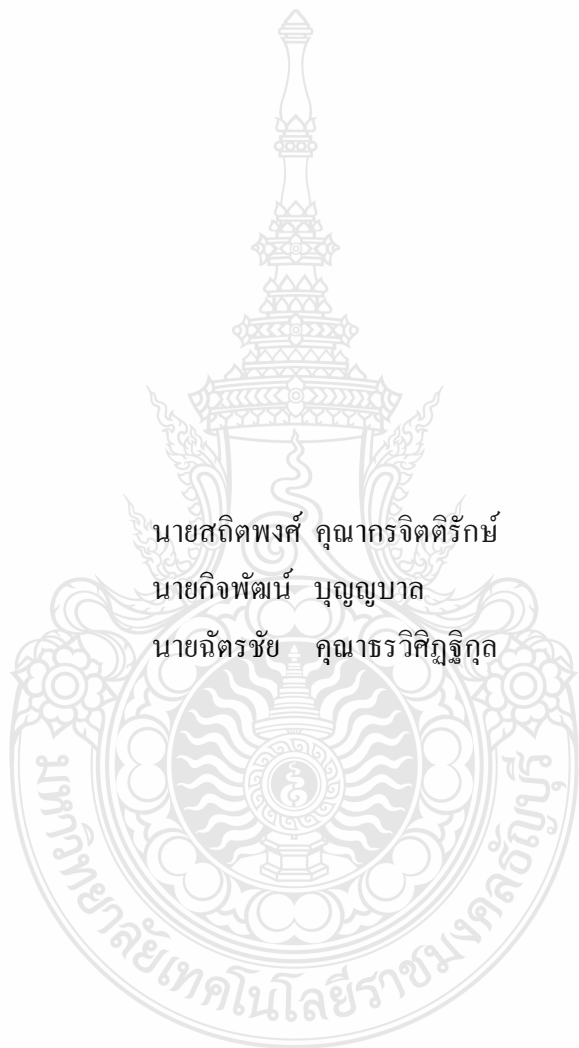 นายสถิตพงศ์ คุณากรจิตติรักษ์
นายกิจพัฒน์ บุญญบาล
นายฉัตรชัย คุณาธรวิศิฏฐิกุล
มหาวิทยาลัยเทคโนโลยีราชมงคลธัญบุรี